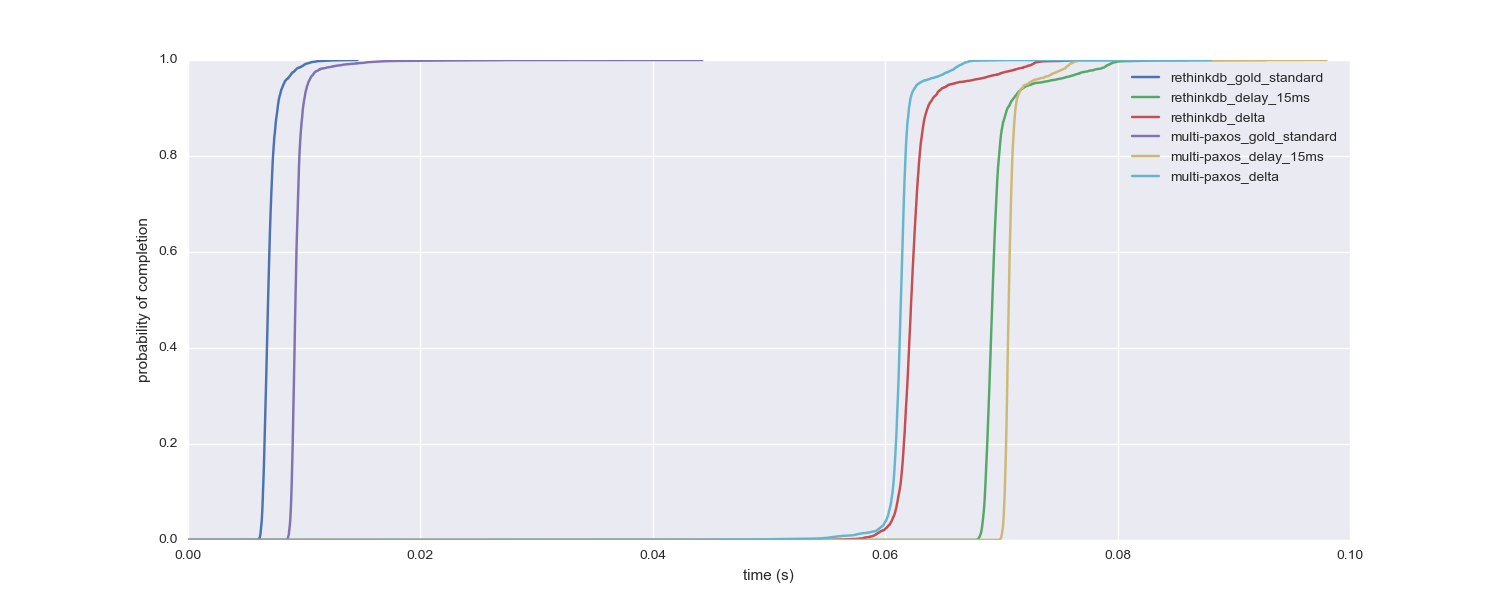 1.0
0.8
0.6
0.4
0.2
0.0
probability of completion
0.00 0.02 0.04 0.06 0.08 0.10
time (s)
rethinkdb_gold_standard
rethinkdb_delay_15ms
rethinkdb_delta
multi-paxos_gold_standard
multi-paxos_delay_15ms
multi-paxos_delta